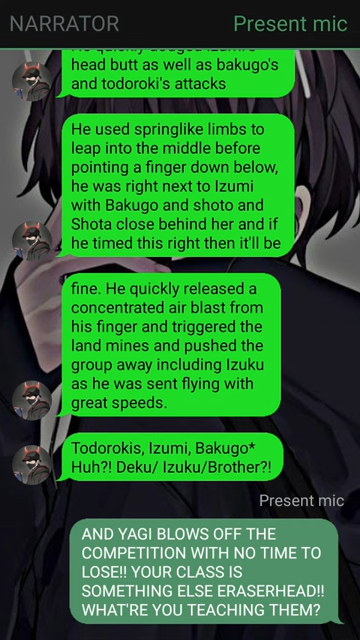 NARRATOR
Present mic
He quickly dodged Izumi's
head butt as well as bakugo's
and todoroki's attacks
He used springlike limbs to
leap into the middle before
pointing a finger down below,
he was right next to Izumi
with Bakugo and shoto and
Shota close behind her and if
he timed this right then it'll be
fine. He quickly released a
concentrated air blast from
his finger and triggered the
land mines and pushed the
group away including Izuku
as he was sent flying with
great speeds.
Todorokis, Izumi, Bakugo*
Huh?! Deku/ Izuku/Brother?!
Present mic
AND YAGI BLOWS OFF THE
COMPETITION WITH NO TIME TO
LOSE!! YOUR CLASS IS
SOMETHING ELSE ERASERHEAD!!
WHAT'RE YOU TEACHING THEM?